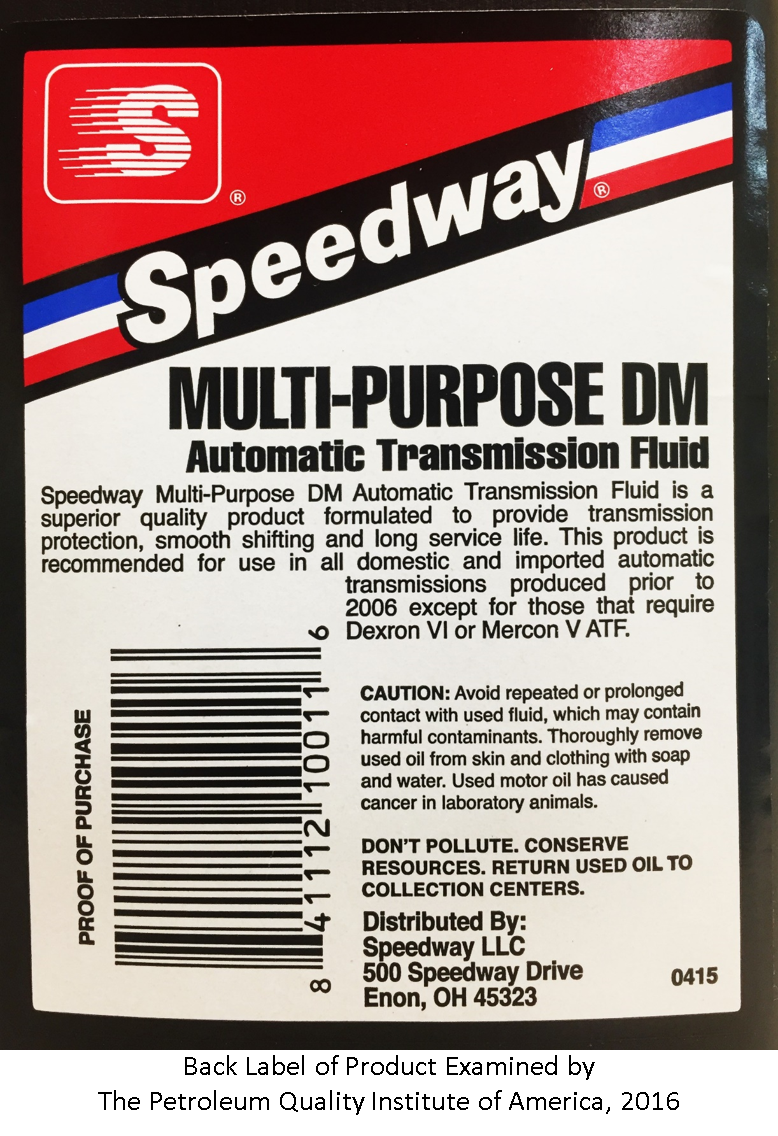 S
®
Speedway®
MULTI-PURPOSE DM
Automatic Transmission Fluid
Speedway Multi-Purpose DM Automatic Transmission Fluid is a
superior quality product formulated to provide transmission
protection, smooth shifting and long service life. This product is
recommended for use in all domestic and imported automatic
transmissions produced prior to
2006 except for those that require
Dexron VI or Mercon V ATF.
PROOF OF PURCHASE
8 41112 10011 6
CAUTION: Avoid repeated or prolonged
contact with used fluid, which may contain
harmful contaminants. Thoroughly remove
used oil from skin and clothing with soap
and water. Used motor oil has caused
cancer in laboratory animals.
DON'T POLLUTE. CONSERVE
RESOURCES. RETURN USED OIL TO
COLLECTION CENTERS.
Distributed By:
Speedway LLC
500 Speedway Drive
Enon, OH 45323
0415
Back Label of Product Examined by
The Petroleum Quality Institute of America, 2016